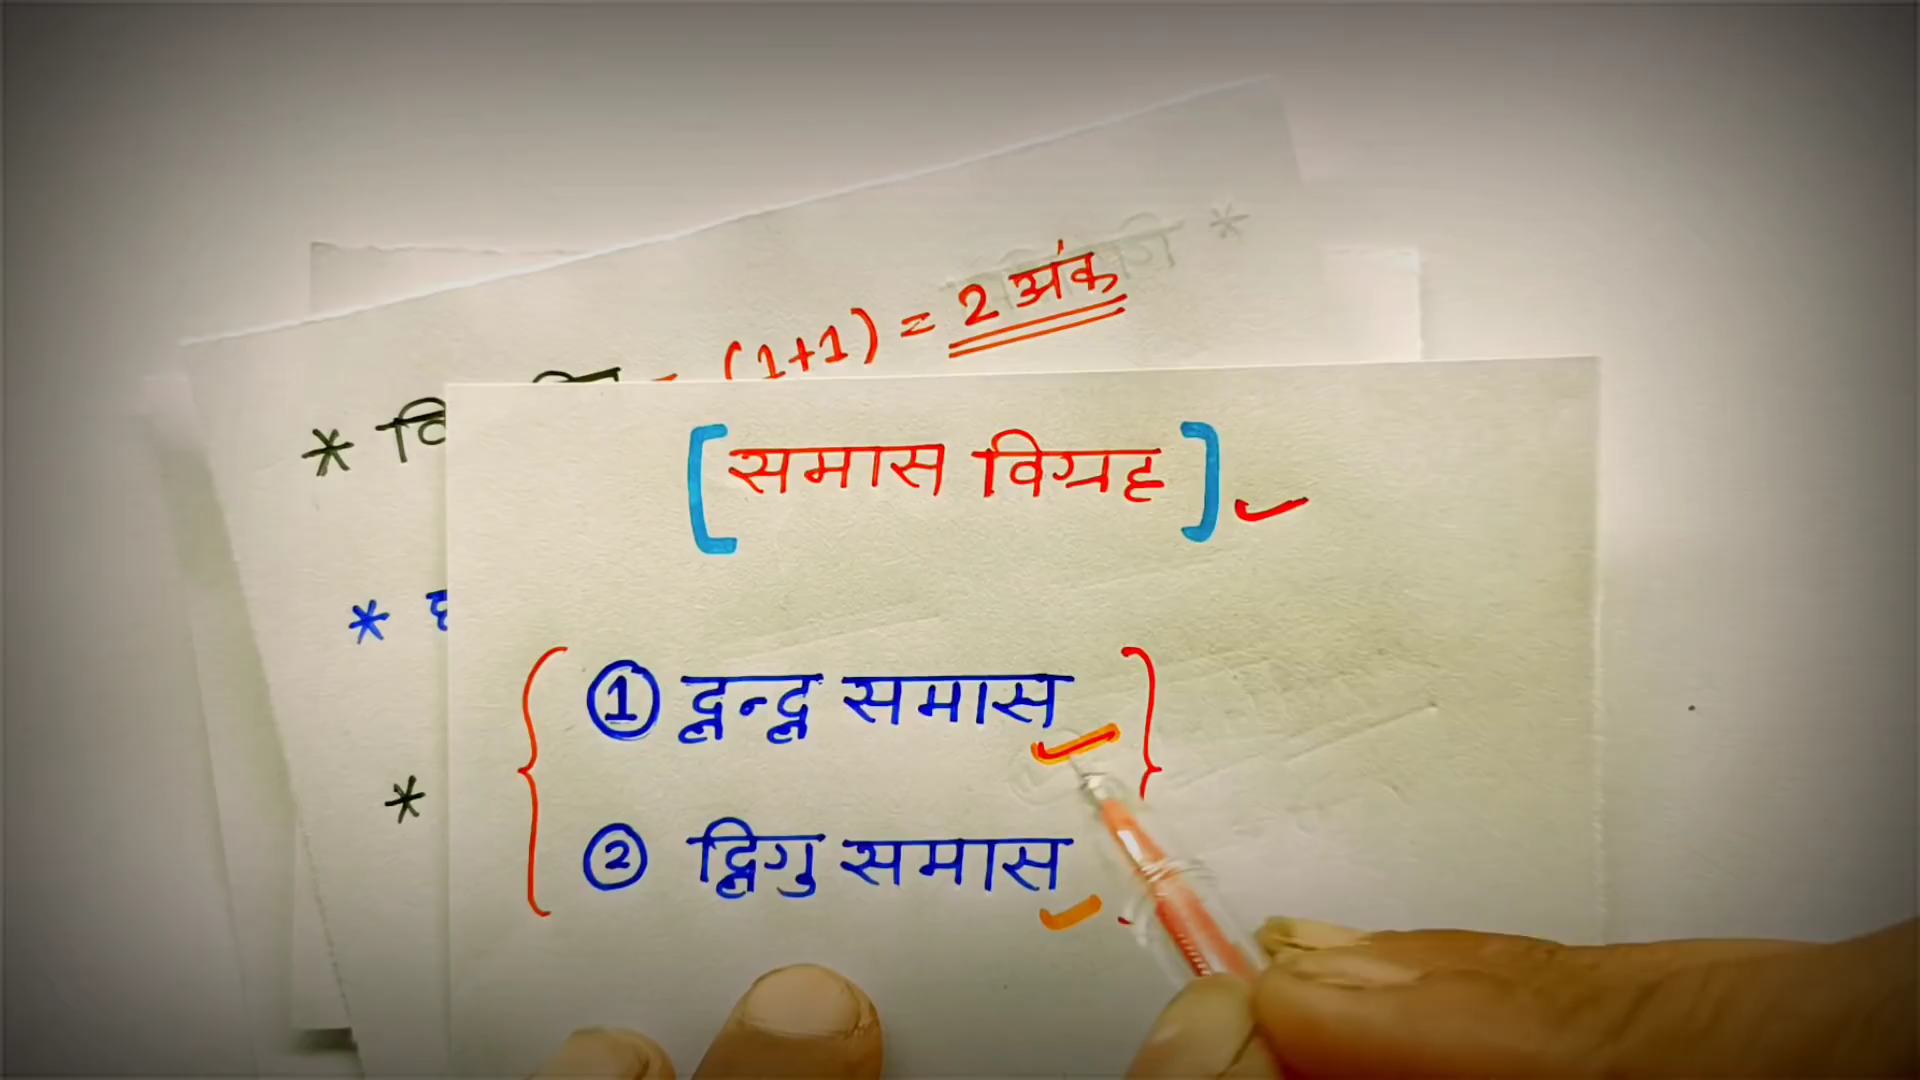 (1+1) = 2 अंक
[समास विग्रह]
① द्वन्द्व समास
② द्विगु समास